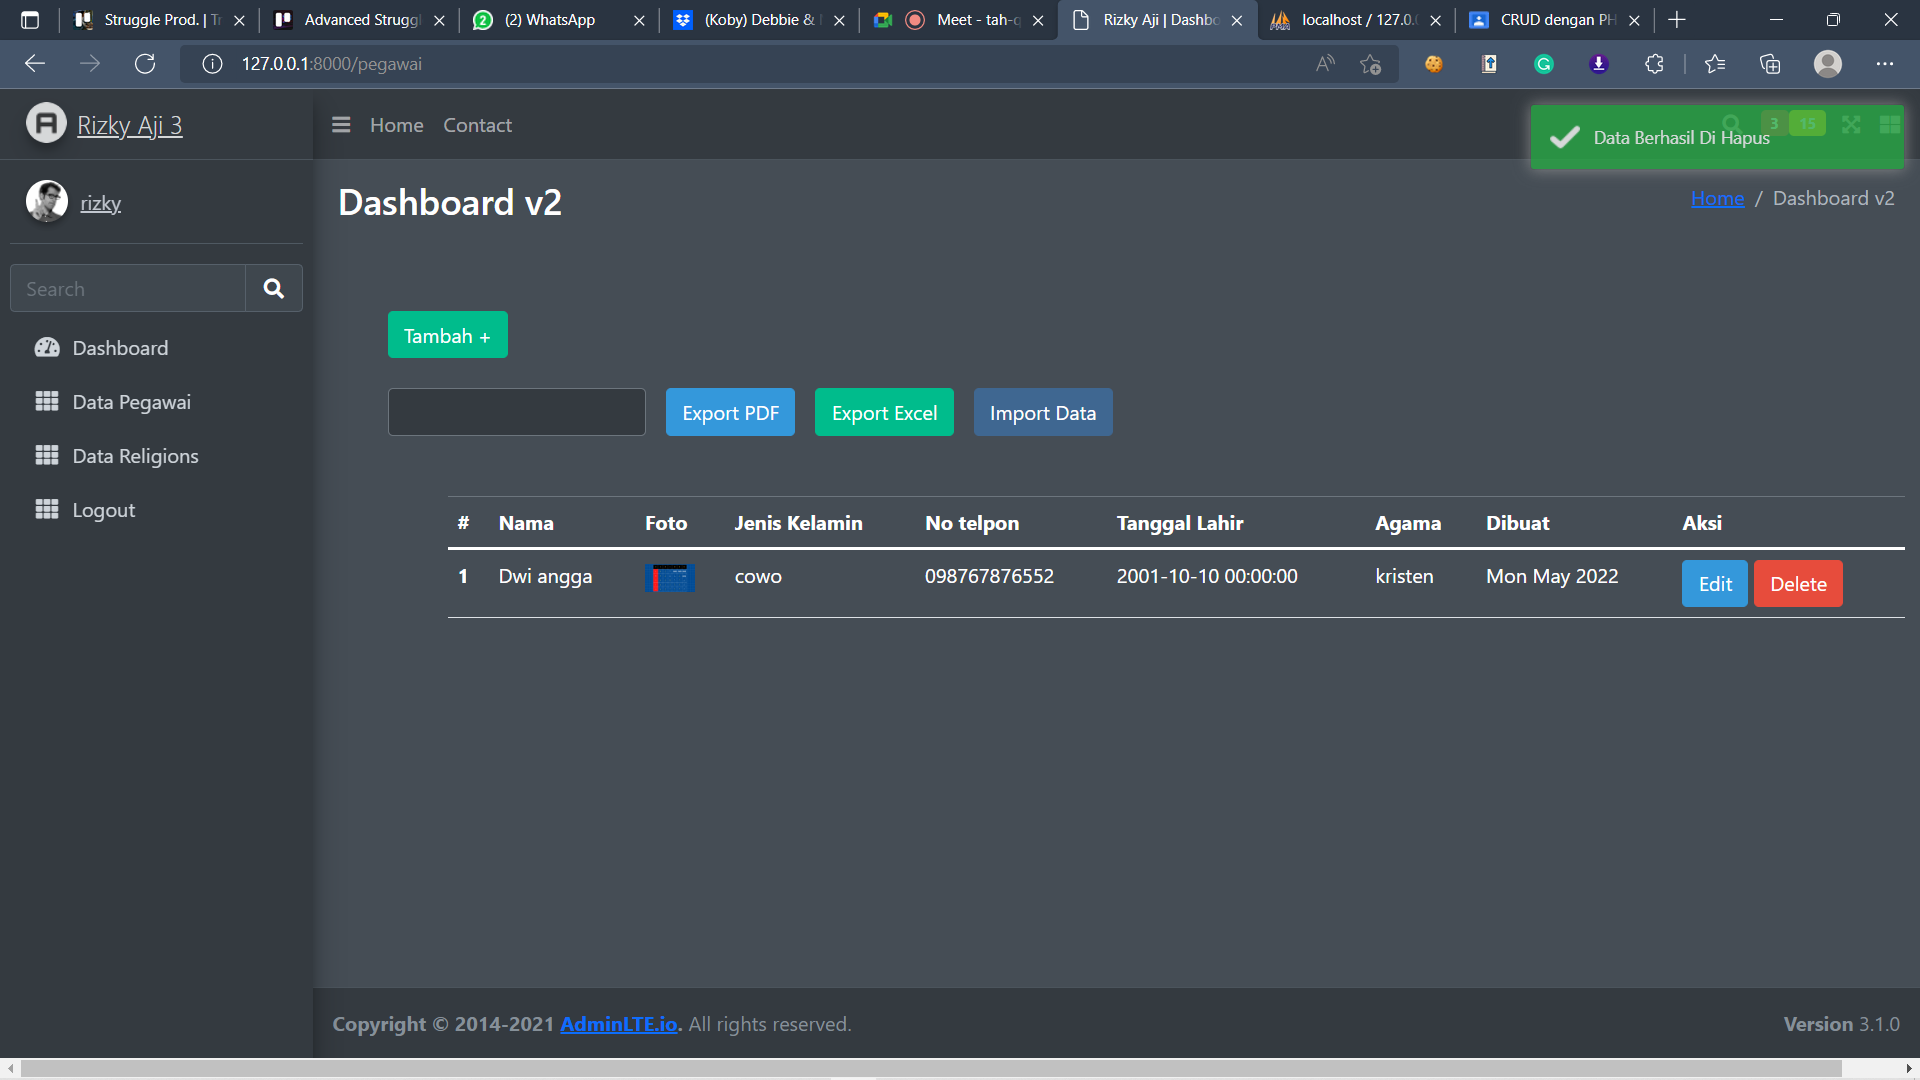 Struggle Prod. | Tr
Advanced Struggl
(2) WhatsApp
(Koby) Debbie &
Meet - tah-q
Rizky Aji | Dashbo
localhost / 127.0.0
CRUD dengan PH
127.0.0.1:8000/pegawai
Rizky Aji 3
Home
Contact
3
15
Data Berhasil Di Hapus
rizky
Dashboard v2
Home / Dashboard v2
Search
Dashboard
Data Pegawai
Data Religions
Logout
Tambah +
Export PDF
Export Excel
Import Data
# Nama Foto Jenis Kelamin No telpon Tanggal Lahir Agama Dibuat Aksi
1 Dwi angga cowo 098767876552 2001-10-10 00:00:00 kristen Mon May 2022 Edit Delete
Copyright © 2014-2021 AdminLTE.io. All rights reserved.
Version 3.1.0